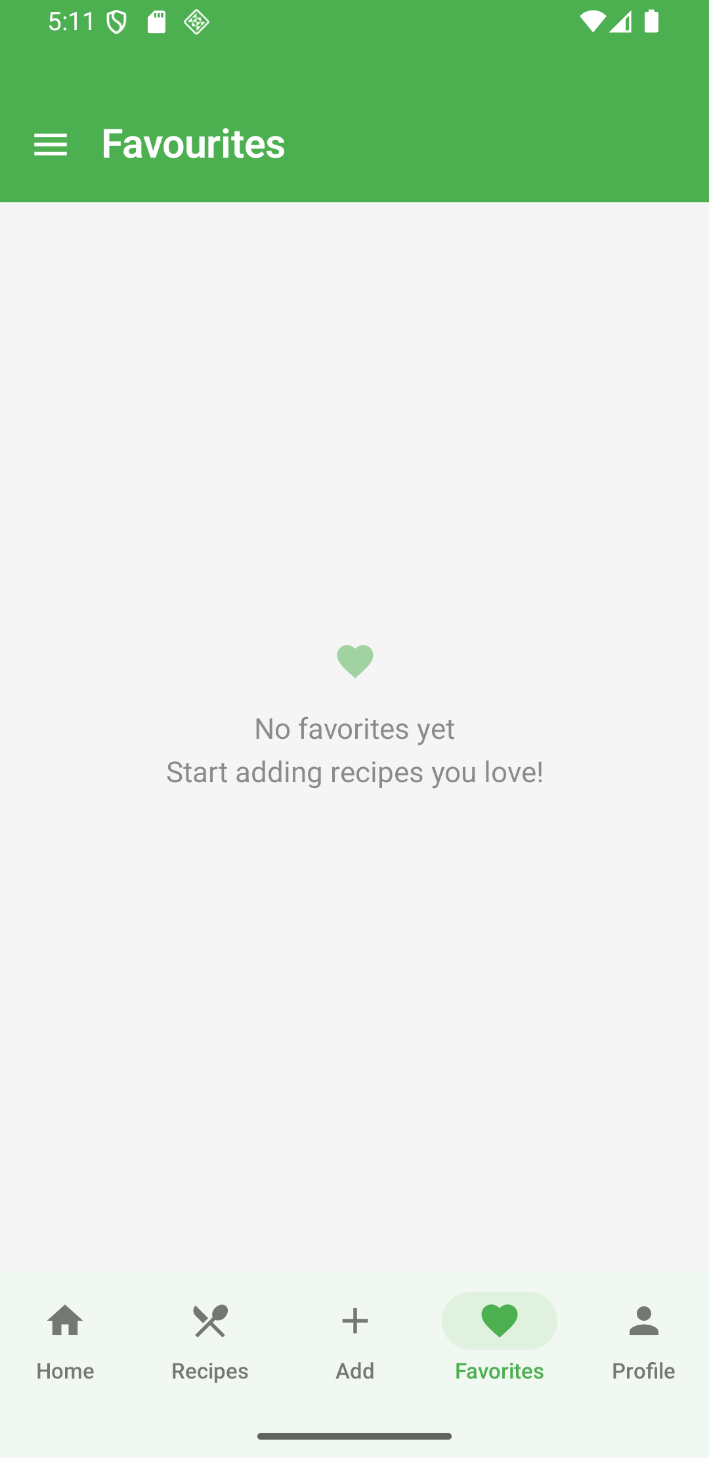 5:11
Favourites
No favorites yet
Start adding recipes you love!
Home
Recipes
Add
Favorites
Profile